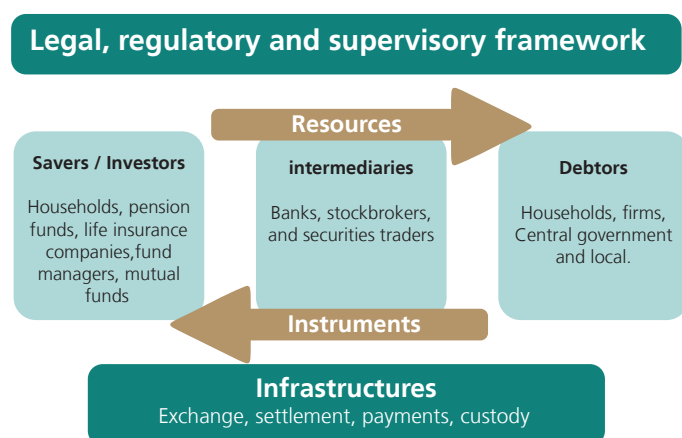 Legal, regulatory and supervisory framework
Resources
Savers / Investors
Households, pension
funds, life insurance
companies,fund
managers, mutual
funds
intermediaries
Banks, stockbrokers,
and securities traders
Debtors
Households, firms,
Central government
and local.
Instruments
Infrastructures
Exchange, settlement, payments, custody